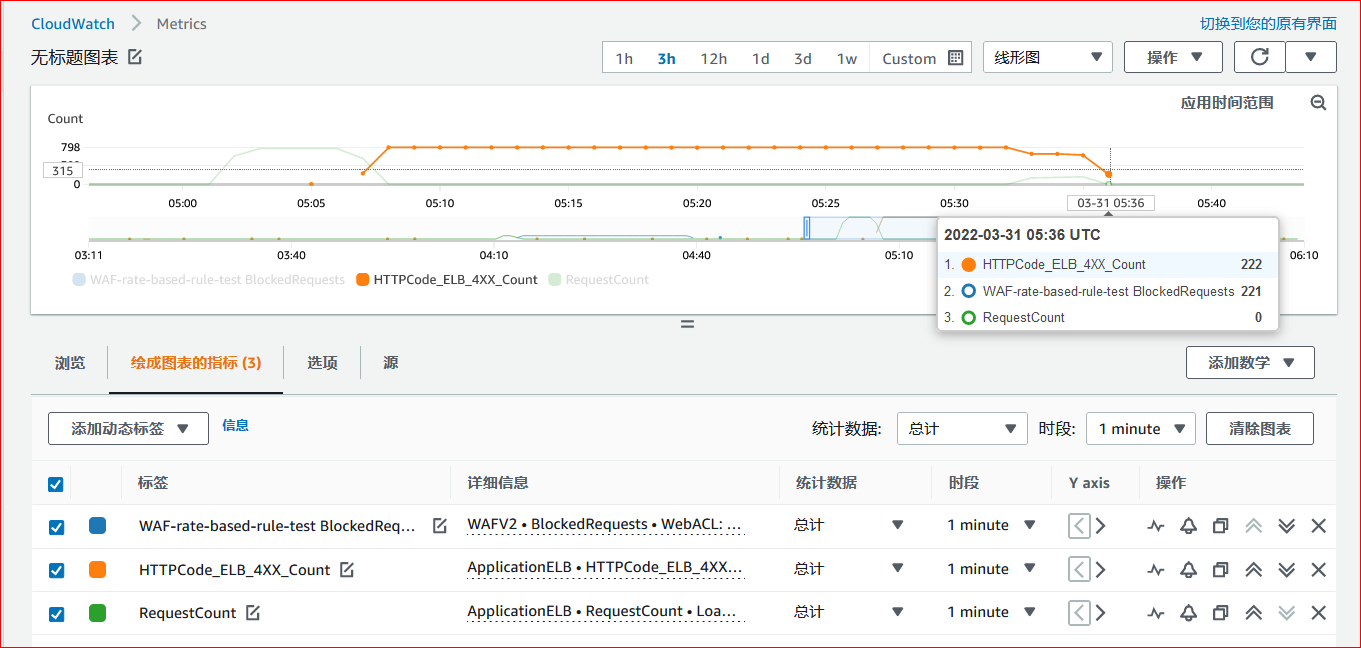 CloudWatch > Metrics
切换到您的原有界面
无标题图表
1h 3h 12h 1d 3d 1w Custom 线形图 操作
应用时间范围
Count
798
315
0
05:00 05:05 05:10 05:15 05:20 05:25 05:30 03-31 05:36 05:40
03:11 03:40 04:10 04:40 05:10 06:10
WAF-rate-based-rule-test BlockedRequests HTTPCode_ELB_4XX_Count RequestCount
2022-03-31 05:36 UTC
1. HTTPCode_ELB_4XX_Count 222
2. WAF-rate-based-rule-test BlockedRequests 221
3. RequestCount 0
浏览 绘成图表的指标 (3) 选项 源 添加数学
添加动态标签 信息 统计数据: 总计 时段: 1 minute 清除图表
标签 详细信息 统计数据 时段 Y axis 操作
WAF-rate-based-rule-test BlockedReq... WAFV2 • BlockedRequests • WebACL: ... 总计 1 minute
HTTPCode_ELB_4XX_Count ApplicationELB • HTTPCode_ELB_4XX... 总计 1 minute
RequestCount ApplicationELB • RequestCount • Loa... 总计 1 minute